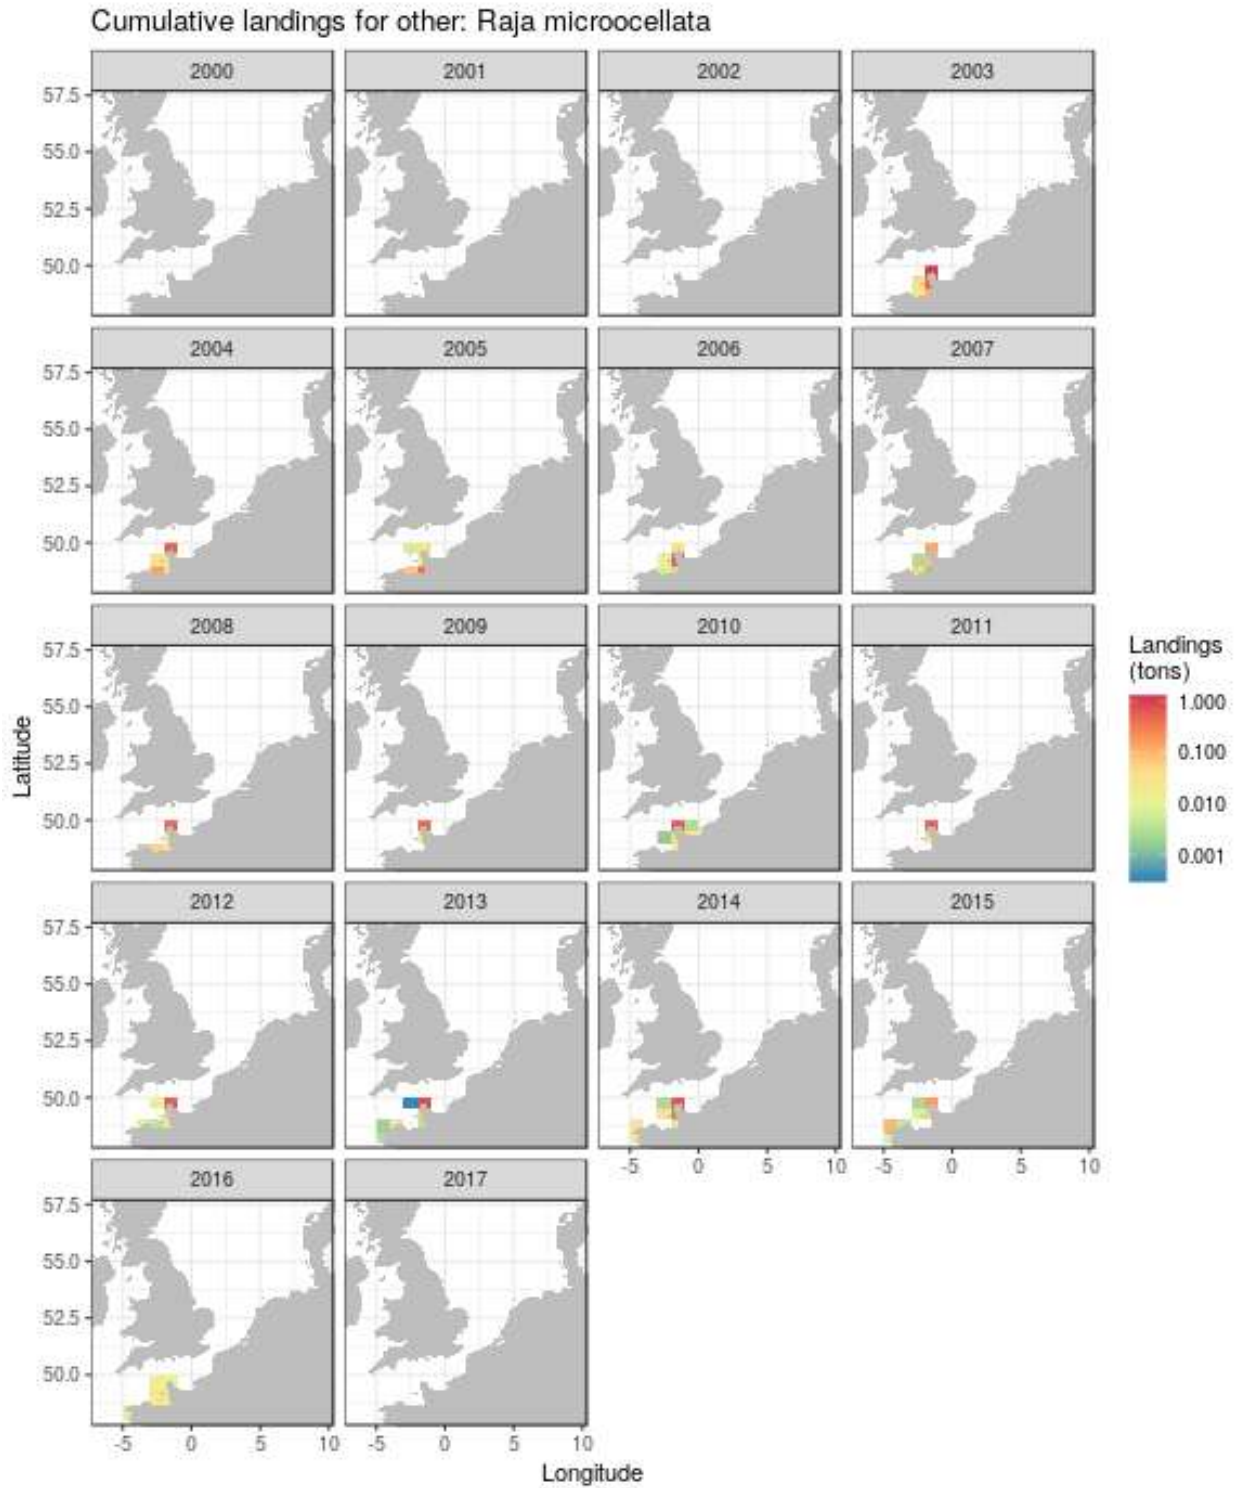 Cumulative landings for other: Raja microocellata
2000 2001 2002 2003
57.5
55.0
52.5
50.0
2004 2005 2006 2007
57.5
55.0
52.5
50.0
2008 2009 2010 2011
57.5
55.0
52.5
50.0
Latitude
Landings
(tons)
1.000
0.100
0.010
0.001
2012 2013 2014 2015
57.5
55.0
52.5
50.0
-5 0 5 10 -5 0 5 10
2016 2017
57.5
55.0
52.5
50.0
-5 0 5 10 -5 0 5 10
Longitude